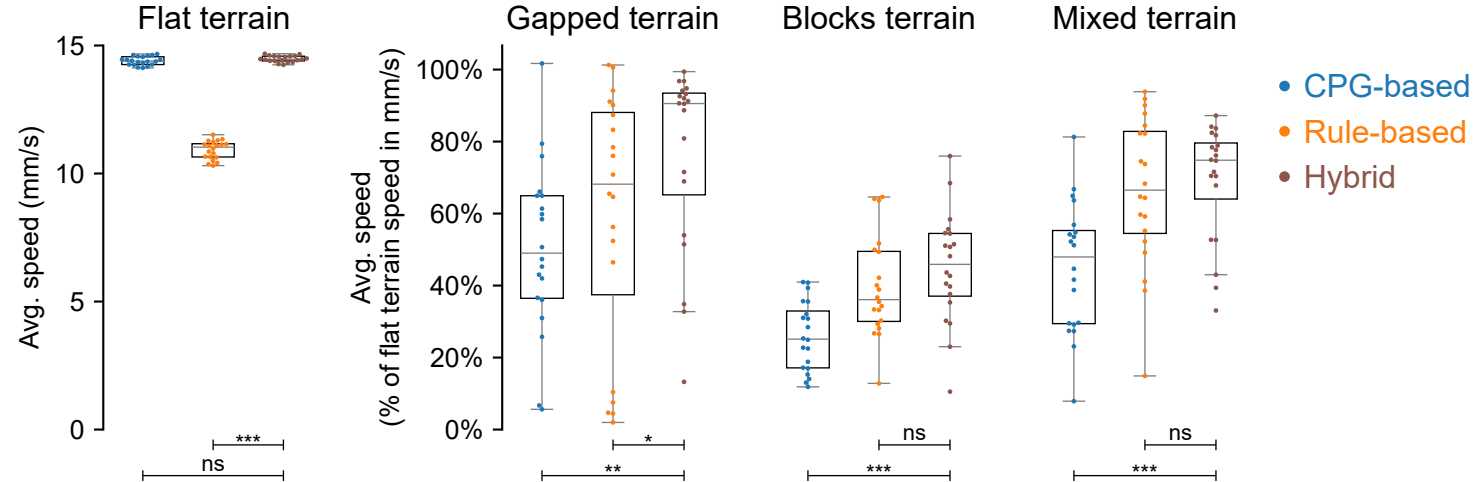 Flat terrain
Gapped terrain
Blocks terrain
Mixed terrain
Avg. speed (mm/s)
15
10
5
0
***
ns
Avg. speed
(% of flat terrain speed in mm/s)
100%
80%
60%
40%
20%
0%
*
**
ns
***
ns
***
CPG-based
Rule-based
Hybrid